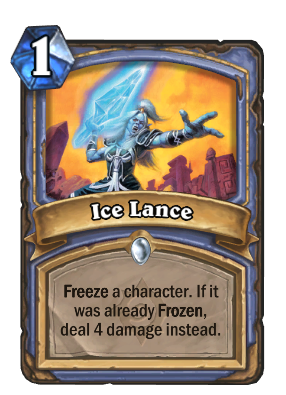 1
Ice Lance
Freeze a character. If it
was already Frozen,
deal 4 damage instead.